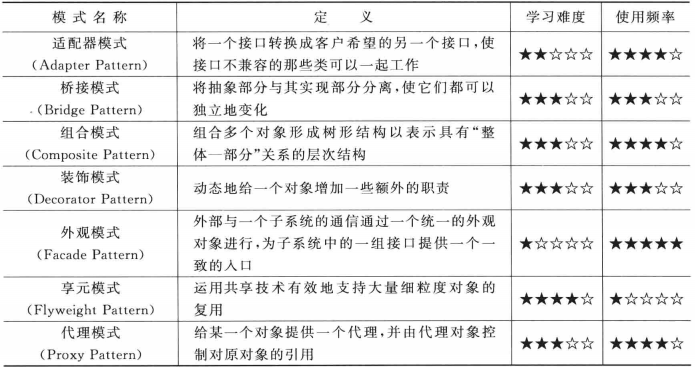 模式名称 定义 学习难度 使用频率
适配器模式
(Adapter Pattern)
将一个接口转换成客户希望的另一个接口,使
接口不兼容的那些类可以一起工作
★★☆☆☆ ★★★★☆
桥接模式
(Bridge Pattern)
将抽象部分与其实现部分分离,使它们都可以
独立地变化
★★★☆☆ ★★★☆☆
组合模式
(Composite Pattern)
组合多个对象形成树形结构以表示具有“整
体—部分”关系的层次结构
★★★☆☆ ★★★★☆
装饰模式
(Decorator Pattern)
动态地给一个对象增加一些额外的职责
★★★☆☆ ★★★☆☆
外观模式
(Facade Pattern)
外部与一个子系统的通信通过一个统一的外观
对象进行,为子系统中的一组接口提供一个一
致的入口
★☆☆☆☆ ★★★★★
享元模式
(Flyweight Pattern)
运用共享技术有效地支持大量细粒度对象的
复用
★★★★☆ ★☆☆☆☆
代理模式
(Proxy Pattern)
给某一个对象提供一个代理,并由代理对象控
制对原对象的引用
★★★☆☆ ★★★★☆